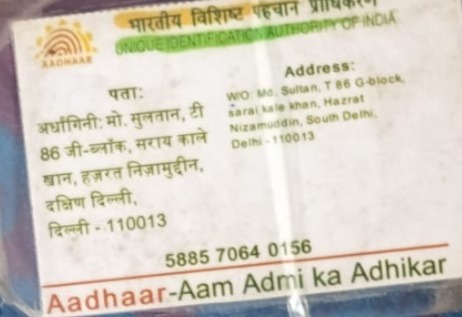 भारतीय विशिष्ट पहचान प्राधिकरण
UNIQUE IDENTIFICATION AUTHORITY OF INDIA
AADHAAR
पता:
अर्धांगिनी: मो. सुलतान, टी
86 जी-ब्लॉक, सराय काले
खान, हज़रत निज़ामुद्दीन,
दक्षिण दिल्ली,
दिल्ली - 110013
Address:
W/O: Md. Sultan, T 86 G-block,
sarai kale khan, Hazrat
Nizamuddin, South Delhi,
Delhi - 110013
5885 7064 0156
Aadhaar-Aam Admi ka Adhikar